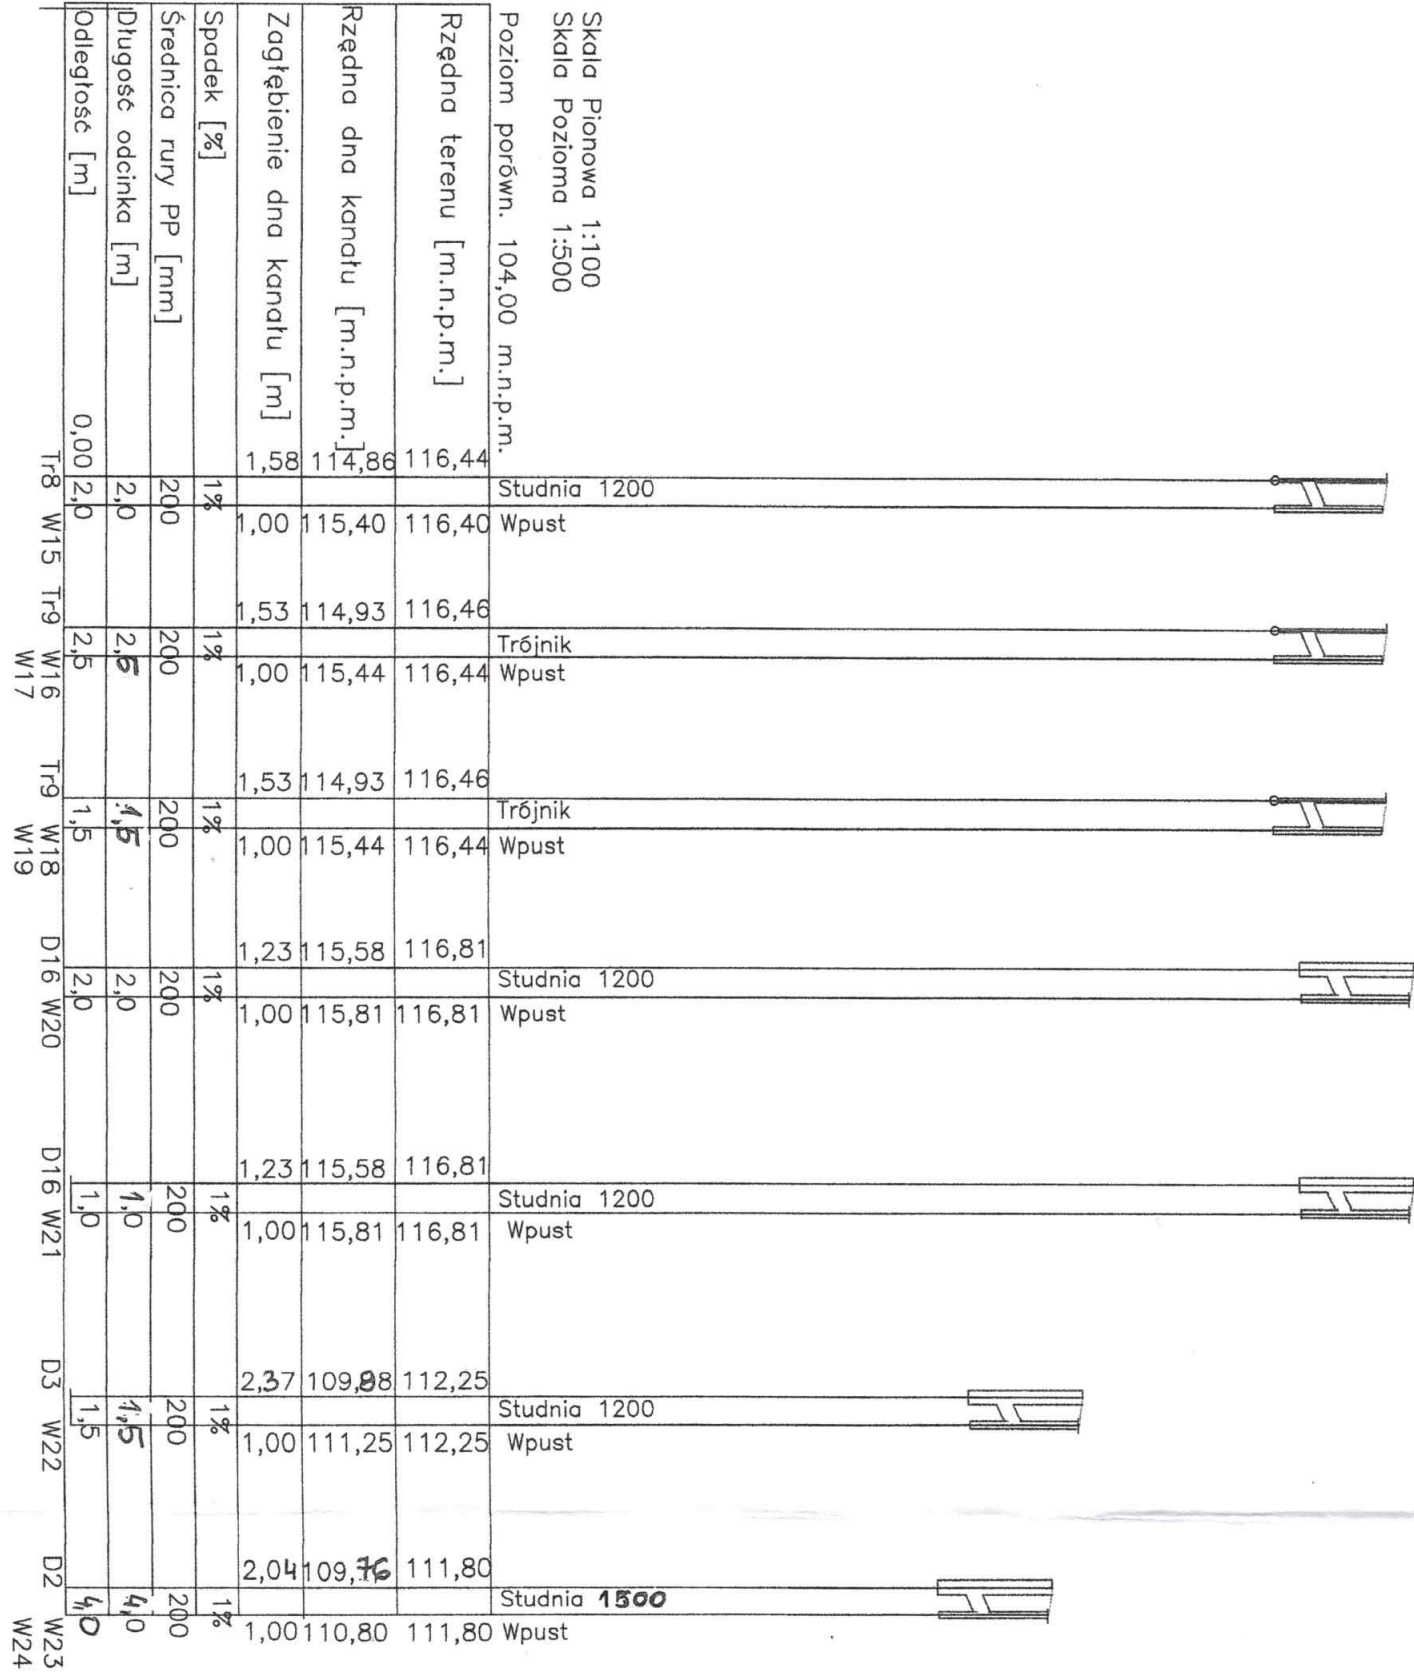 Skala Pionowa 1:100
Skala Pozioma 1:500
Poziom porówn. 104,00 m.n.p.m.
Studnia 1200
Wpust
Trójnik
Wpust
Trójnik
Wpust
Studnia 1200
Wpust
Studnia 1200
Wpust
Studnia 1200
Wpust
Studnia 1500
Wpust
Rzędna terenu [m.n.p.m.] 116,44 116,40 116,46 116,44 116,46 116,44 116,81 116,81 116,81 116,81 112,25 112,25 111,80 111,80
Rzędna dna kanału [m.n.p.m.] 114,86 115,40 114,93 115,44 114,93 115,44 115,58 115,81 115,58 115,81 109,88 111,25 109,76 110,80
Zagłębienie dna kanału [m] 1,58 1,00 1,53 1,00 1,53 1,00 1,23 1,00 1,23 1,00 2,37 1,00 2,04 1,00
Spadek [%] 1% 1% 1% 1% 1% 1% 1%
Średnica rury PP [mm] 200 200 200 200 200 200 200
Długość odcinka [m] 2,0 2,5 1,5 2,0 1,0 1,5 4,0
Odległość [m] 0,00 2,0 2,5 1,5 2,0 1,0 1,5 4,0
Tr8 W15 Tr9 W16 Tr9 W18 D16 W20 D16 W21 D3 W22 D2 W23
W17 W19 W24